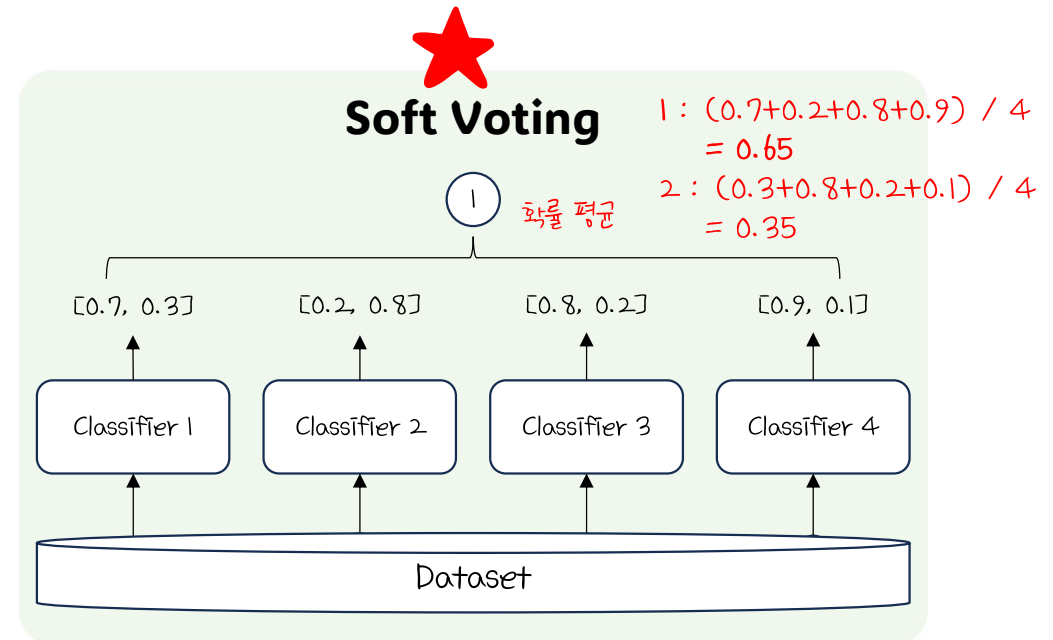 Soft Voting
1 : (0.7+0.2+0.8+0.9) / 4
= 0.65
2 : (0.3+0.8+0.2+0.1) / 4
= 0.35
1
확률 평균
[0.7, 0.3]
[0.2, 0.8]
[0.8, 0.2]
[0.9, 0.1]
Classifier 1
Classifier 2
Classifier 3
Classifier 4
Dataset